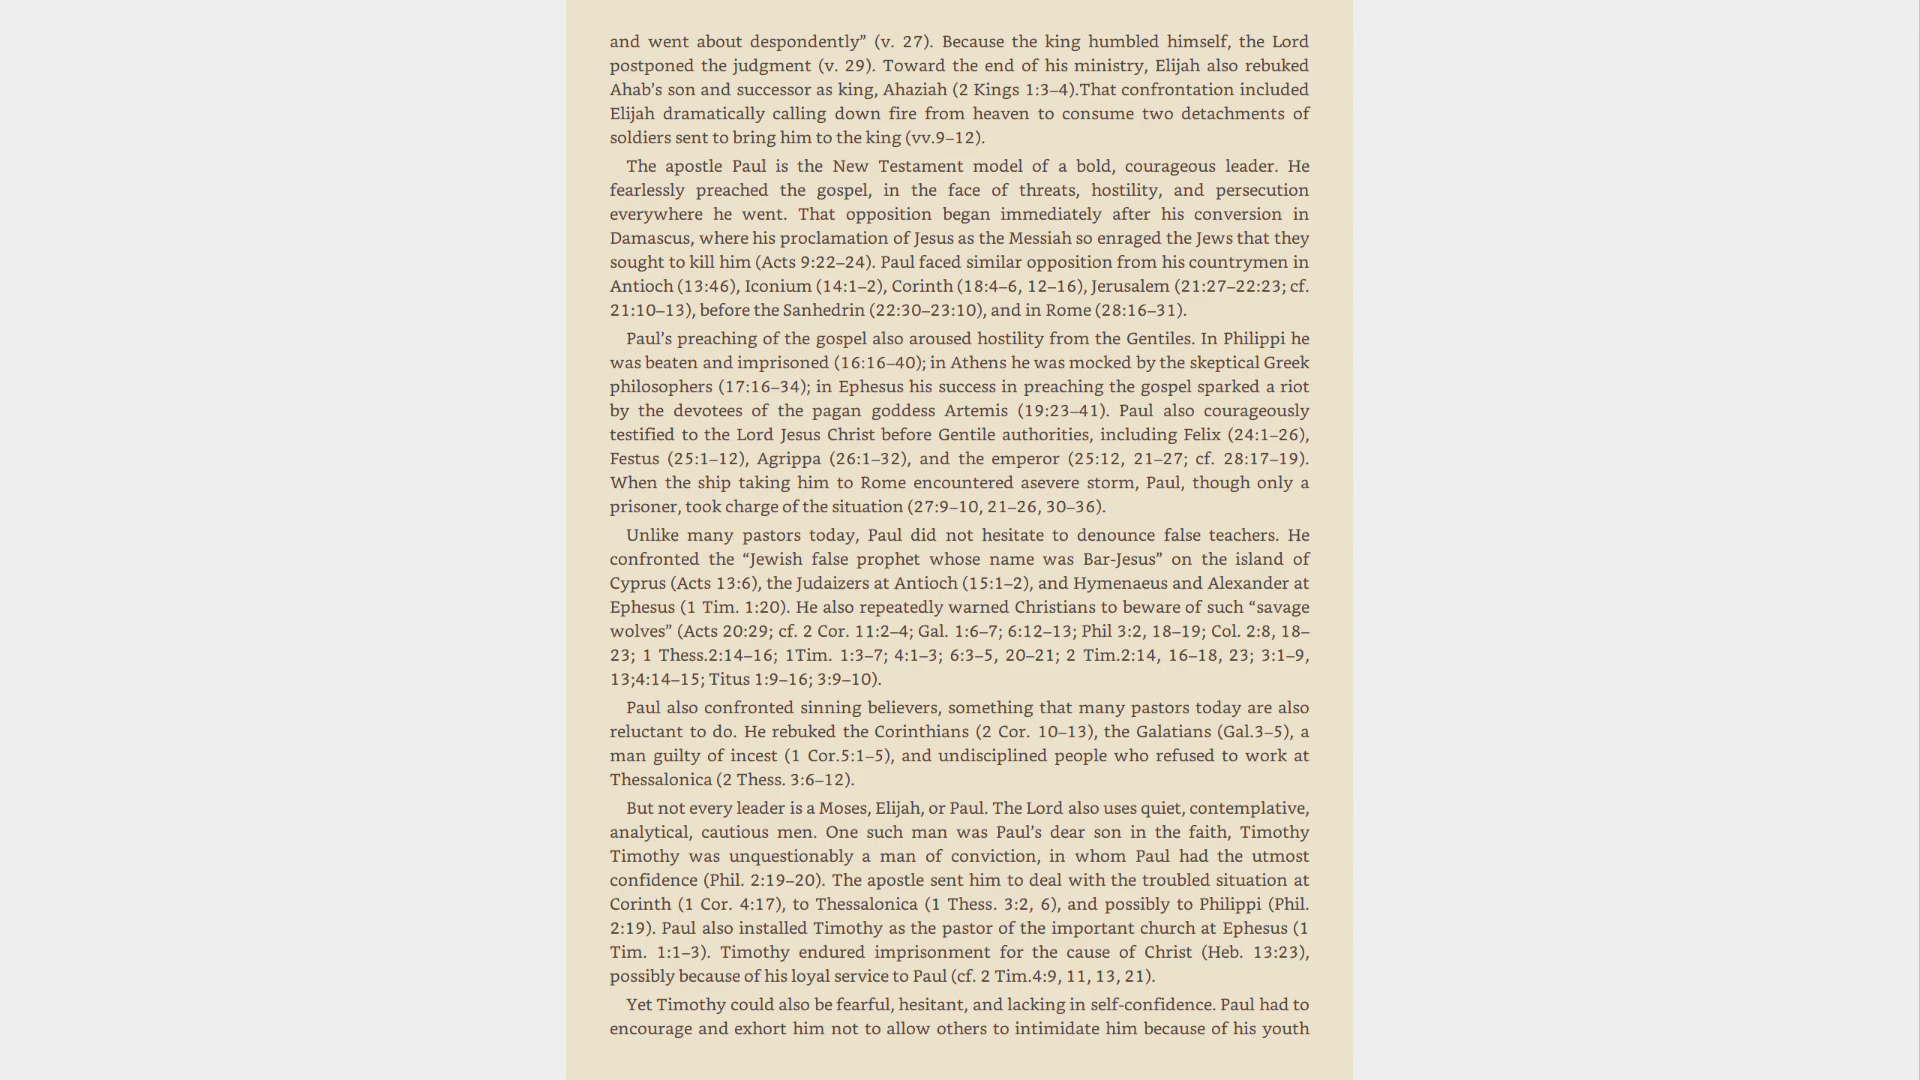 and went about despondently” (v. 27). Because the king humbled himself, the Lord
postponed the judgment (v. 29). Toward the end of his ministry, Elijah also rebuked
Ahab’s son and successor as king, Ahaziah (2 Kings 1:3–4).That confrontation included
Elijah dramatically calling down fire from heaven to consume two detachments of
soldiers sent to bring him to the king (vv.9–12).
The apostle Paul is the New Testament model of a bold, courageous leader. He
fearlessly preached the gospel, in the face of threats, hostility, and persecution
everywhere he went. That opposition began immediately after his conversion in
Damascus, where his proclamation of Jesus as the Messiah so enraged the Jews that they
sought to kill him (Acts 9:22–24). Paul faced similar opposition from his countrymen in
Antioch (13:46), Iconium (14:1–2), Corinth (18:4–6, 12–16), Jerusalem (21:27–22:23; cf.
21:10–13), before the Sanhedrin (22:30–23:10), and in Rome (28:16–31).
Paul’s preaching of the gospel also aroused hostility from the Gentiles. In Philippi he
was beaten and imprisoned (16:16–40); in Athens he was mocked by the skeptical Greek
philosophers (17:16–34); in Ephesus his success in preaching the gospel sparked a riot
by the devotees of the pagan goddess Artemis (19:23–41). Paul also courageously
testified to the Lord Jesus Christ before Gentile authorities, including Felix (24:1–26),
Festus (25:1–12), Agrippa (26:1–32), and the emperor (25:12, 21–27; cf. 28:17–19).
When the ship taking him to Rome encountered asevere storm, Paul, though only a
prisoner, took charge of the situation (27:9–10, 21–26, 30–36).
Unlike many pastors today, Paul did not hesitate to denounce false teachers. He
confronted the “Jewish false prophet whose name was Bar-Jesus” on the island of
Cyprus (Acts 13:6), the Judaizers at Antioch (15:1–2), and Hymenaeus and Alexander at
Ephesus (1 Tim. 1:20). He also repeatedly warned Christians to beware of such “savage
wolves” (Acts 20:29; cf. 2 Cor. 11:2–4; Gal. 1:6–7; 6:12–13; Phil 3:2, 18–19; Col. 2:8, 18–
23; 1 Thess.2:14–16; 1Tim. 1:3–7; 4:1–3; 6:3–5, 20–21; 2 Tim.2:14, 16–18, 23; 3:1–9,
13;4:14–15; Titus 1:9–16; 3:9–10).
Paul also confronted sinning believers, something that many pastors today are also
reluctant to do. He rebuked the Corinthians (2 Cor. 10–13), the Galatians (Gal.3–5), a
man guilty of incest (1 Cor.5:1–5), and undisciplined people who refused to work at
Thessalonica (2 Thess. 3:6–12).
But not every leader is a Moses, Elijah, or Paul. The Lord also uses quiet, contemplative,
analytical, cautious men. One such man was Paul’s dear son in the faith, Timothy
Timothy was unquestionably a man of conviction, in whom Paul had the utmost
confidence (Phil. 2:19–20). The apostle sent him to deal with the troubled situation at
Corinth (1 Cor. 4:17), to Thessalonica (1 Thess. 3:2, 6), and possibly to Philippi (Phil.
2:19). Paul also installed Timothy as the pastor of the important church at Ephesus (1
Tim. 1:1–3). Timothy endured imprisonment for the cause of Christ (Heb. 13:23),
possibly because of his loyal service to Paul (cf. 2 Tim.4:9, 11, 13, 21).
Yet Timothy could also be fearful, hesitant, and lacking in self-confidence. Paul had to
encourage and exhort him not to allow others to intimidate him because of his youth